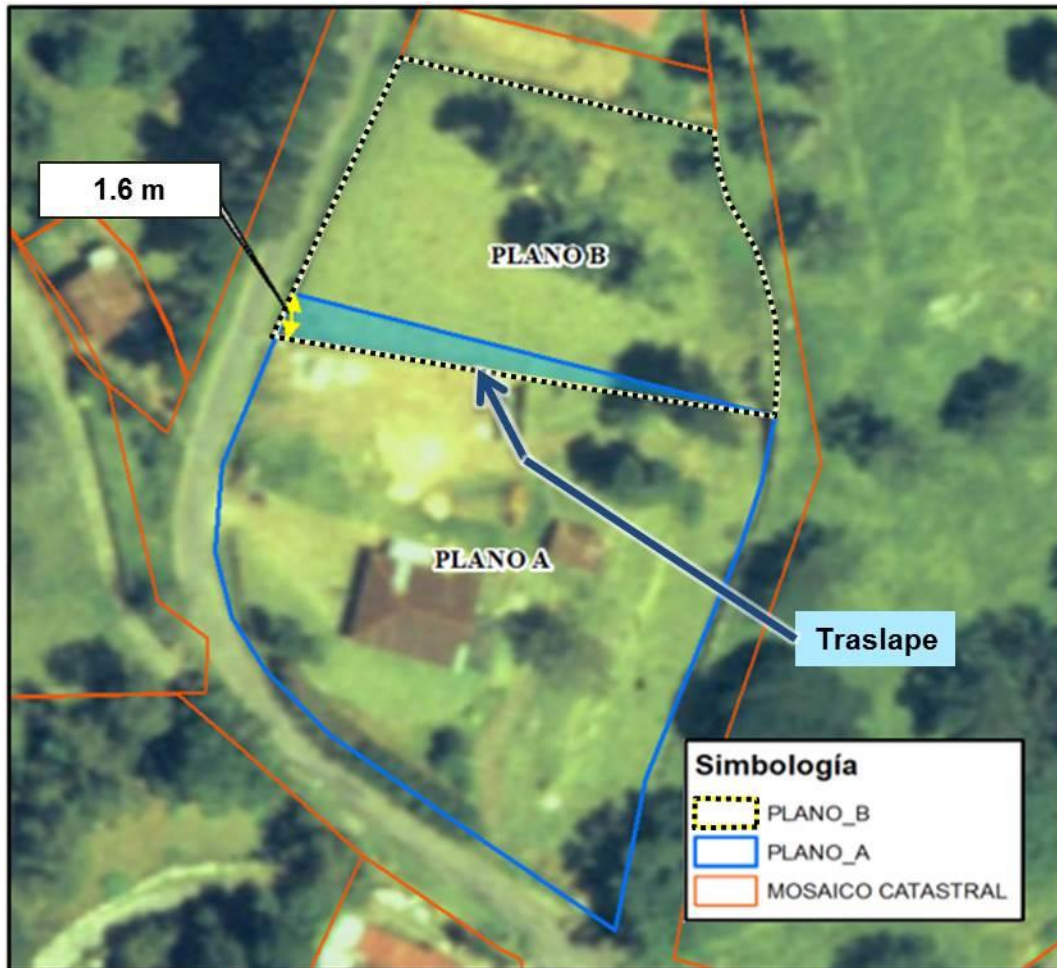 1.6 m
PLANO B
PLANO A
Traslape
Simbología
PLANO_B
PLANO_A
MOSAICO CATASTRAL